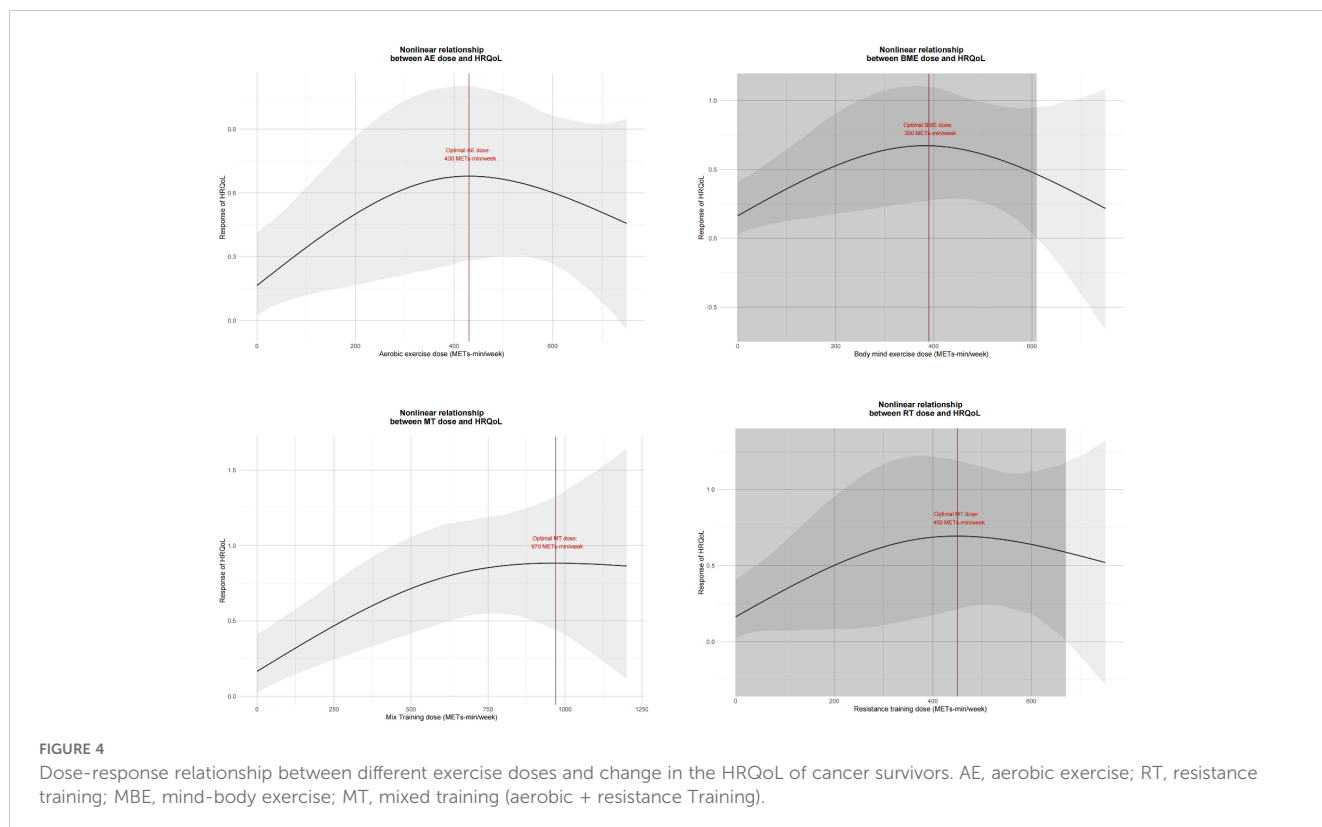 Nonlinear relationship
between AE dose and HRQoL
Response of HRQoL
0.9
0.6
0.3
0.0
Optimal AE dose:
430 METs-min/week
0
200
400
600
Aerobic exercise dose (METs-min/week)
Nonlinear relationship
between BME dose and HRQoL
Response of HRQoL
1.0
0.5
0.0
-0.5
Optimal BME dose:
390 METs-min/week
0
200
400
600
Body mind exercise dose (METs-min/week)
Nonlinear relationship
between MT dose and HRQoL
Response of HRQoL
1.5
1.0
0.5
0.0
Optimal MT dose:
970 METs-min/week
0
250
500
750
1000
1250
Mix Training dose (METs-min/week)
Nonlinear relationship
between RT dose and HRQoL
Response of HRQoL
1.0
0.5
0.0
Optimal MT dose:
450 METs-min/week
0
200
400
600
Resistance training dose (METs-min/week)
FIGURE 4
Dose-response relationship between different exercise doses and change in the HRQoL of cancer survivors. AE, aerobic exercise; RT, resistance
training; MBE, mind-body exercise; MT, mixed training (aerobic + resistance Training).